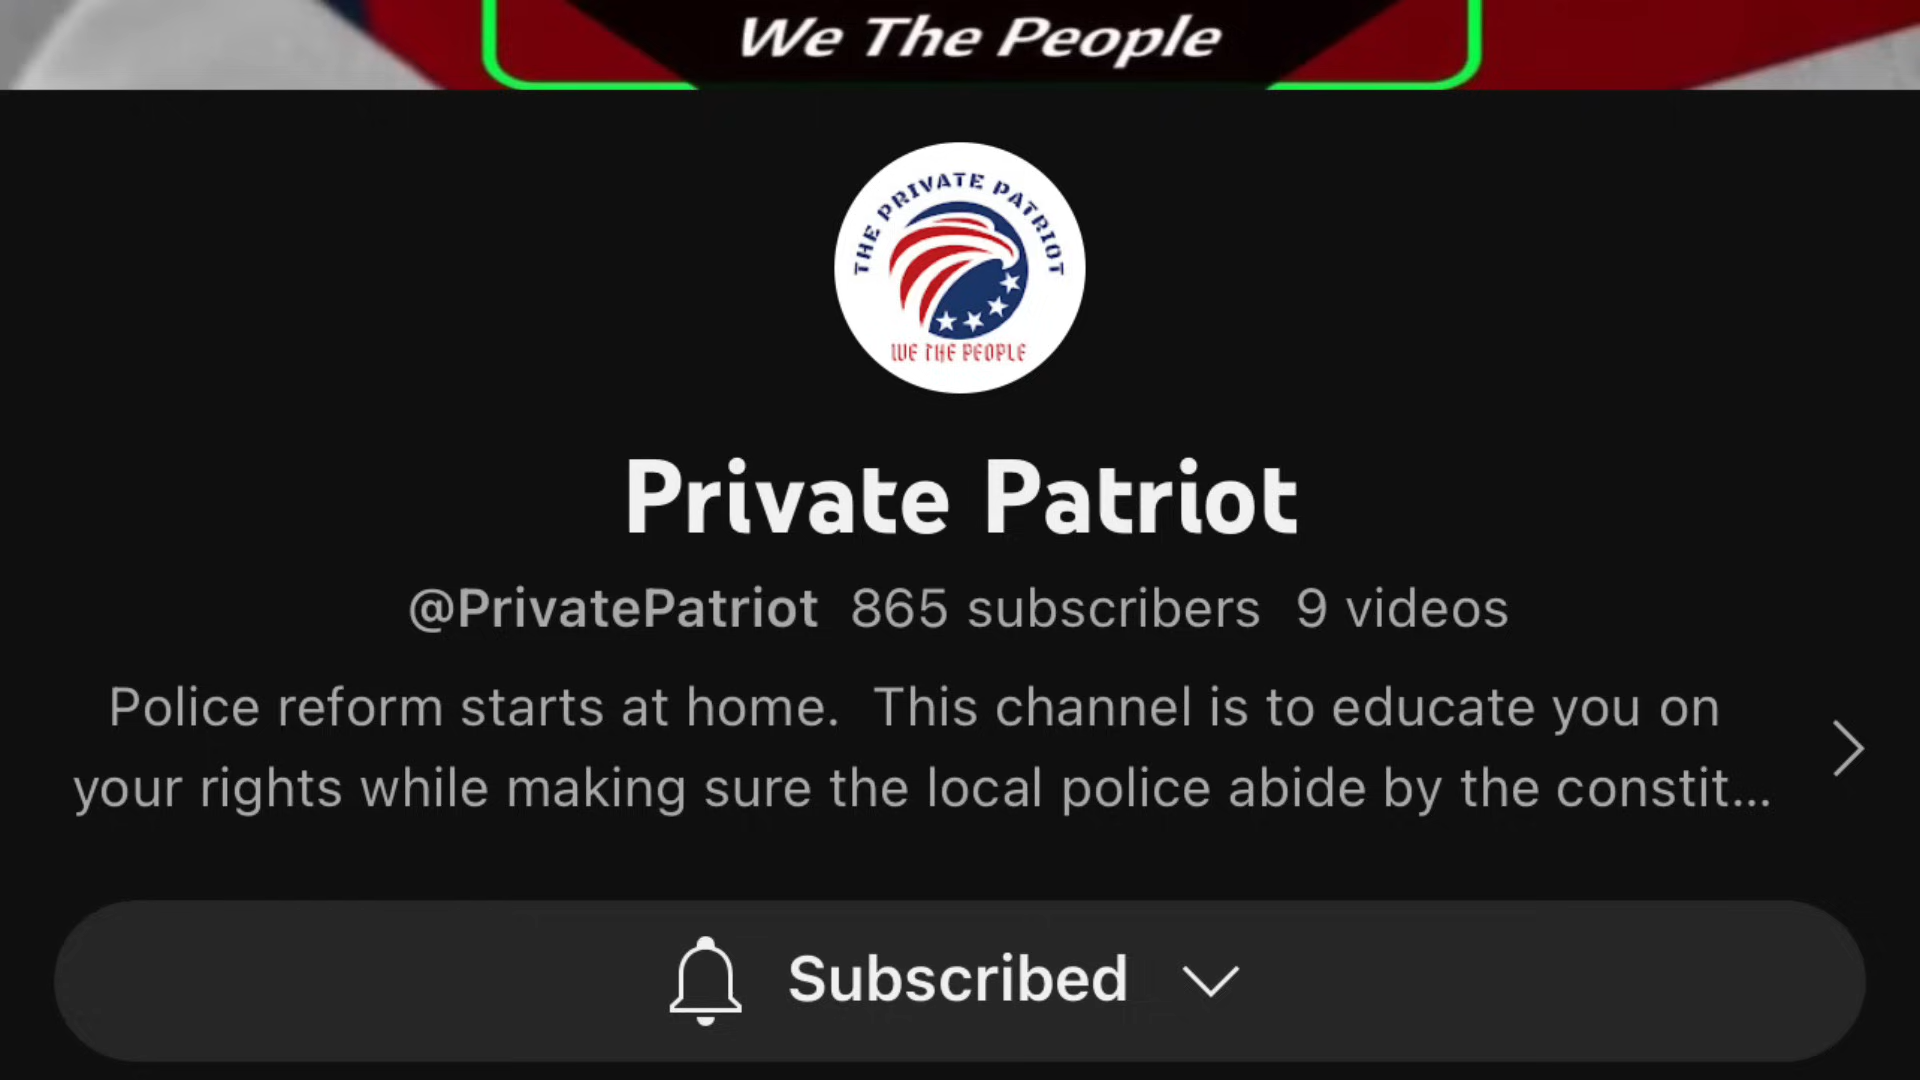 We The People
THE PRIVATE PATRIOT
WE THE PEOPLE
Private Patriot
@PrivatePatriot 865 subscribers 9 videos
Police reform starts at home. This channel is to educate you on
your rights while making sure the local police abide by the constit...
Subscribed